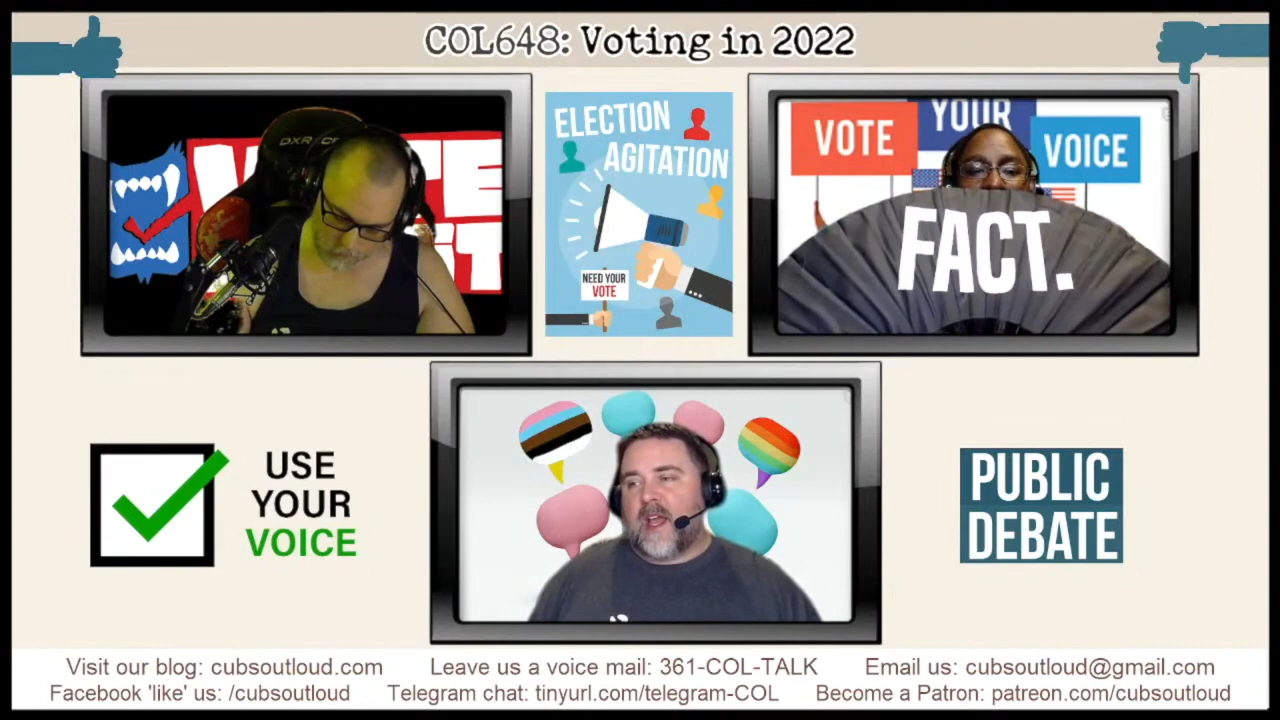 COL648: Voting in 2022
DXR
ELECTION
AGITATION
NEED YOUR
VOTE
VOTE
YOUR
VOICE
FACT.
USE
YOUR
VOICE
PUBLIC
DEBATE
Visit our blog: cubsoutloud.com Leave us a voice mail: 361-COL-TALK Email us: cubsoutloud@gmail.com
Facebook 'like' us: /cubsoutloud Telegram chat: tinyurl.com/telegram-COL Become a Patron: patreon.com/cubsoutloud